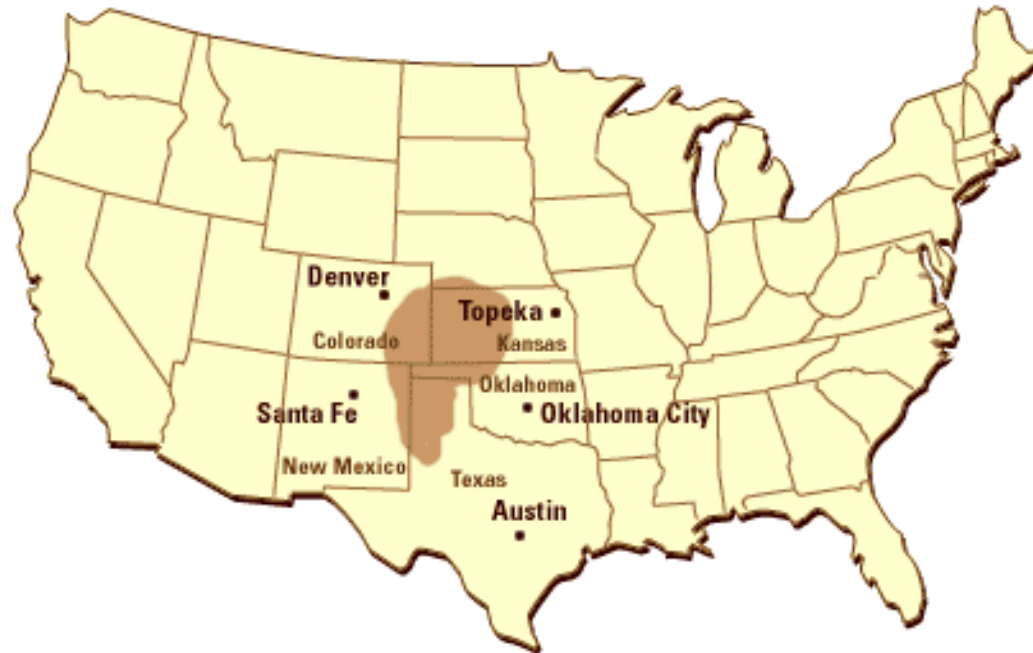 Denver
Topeka
Colorado
Kansas
Oklahoma
Santa Fe
Oklahoma City
New Mexico
Texas
Austin